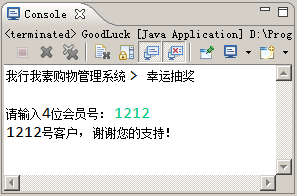 Console
<terminated> GoodLuck [Java Application] D:\Prog
我行我素购物管理系统 > 幸运抽奖
请输入4位会员号：1212
1212号客户，谢谢您的支持！